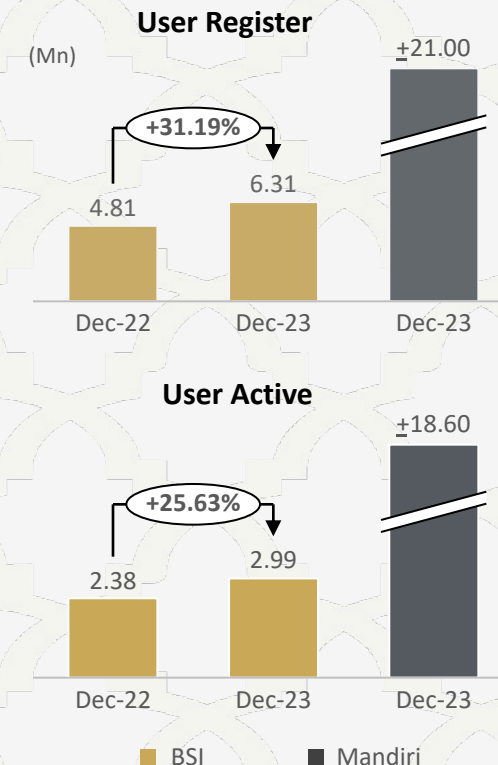 User Register
(Mn)
±21.00
+31.19%
6.31
4.81
Dec-22 Dec-23 Dec-23
User Active
±18.60
+25.63%
2.99
2.38
Dec-22 Dec-23 Dec-23
BSI Mandiri